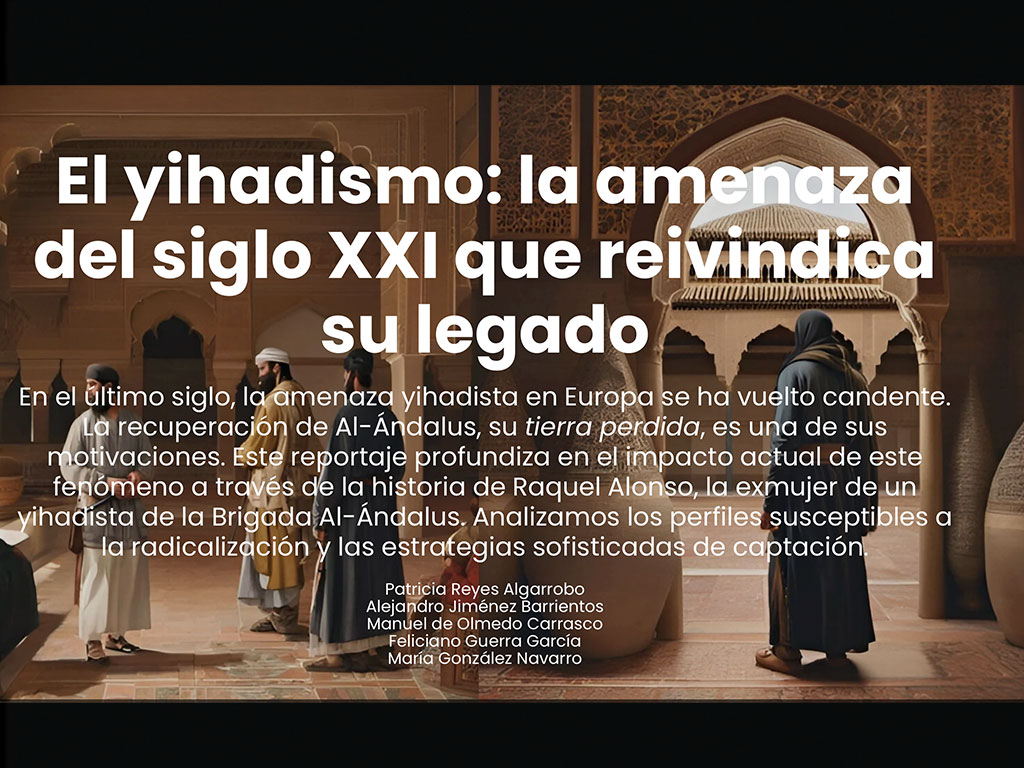 El yihadismo: la amenaza
del siglo XXI que reivindica
su legado
En el último siglo, la amenaza yihadista en Europa se ha vuelto candente.
La recuperación de Al-Ándalus, su tierra perdida, es una de sus
motivaciones. Este reportaje profundiza en el impacto actual de este
fenómeno a través de la historia de Raquel Alonso, la exmujer de un
yihadista de la Brigada Al-Ándalus. Analizamos los perfiles susceptibles a
la radicalización y las estrategias sofisticadas de captación.
Patricia Reyes Algarrobo
Alejandro Jiménez Barrientos
Manuel de Olmedo Carrasco
Feliciano Guerra García
María González Navarro